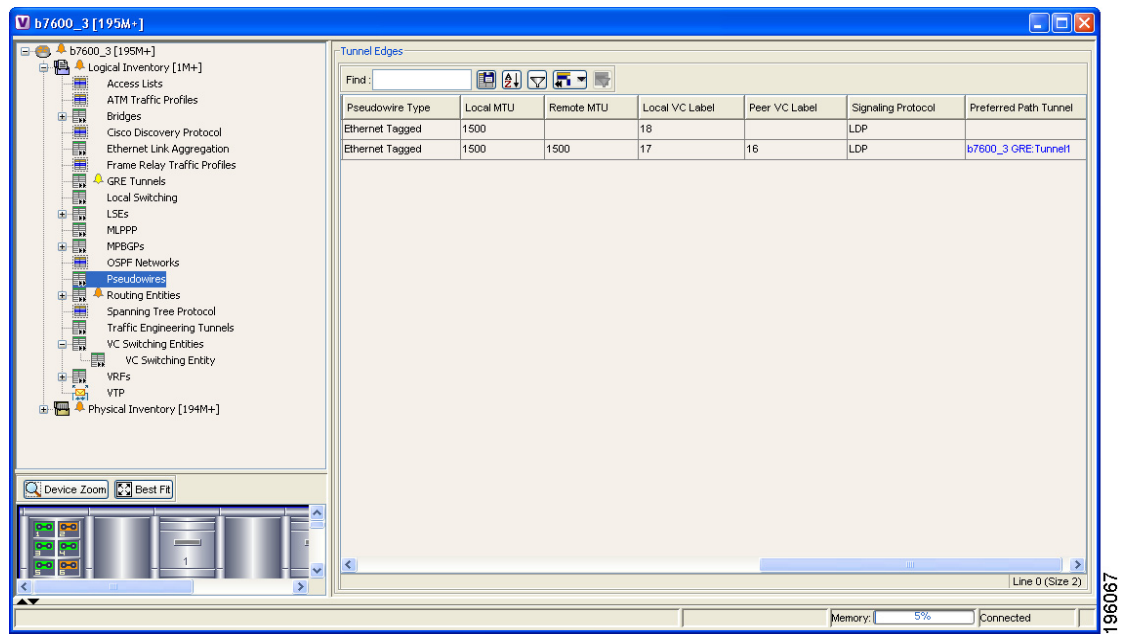 b7600_3 [195M+]
b7600_3 [195M+]
Logical Inventory [1M+]
Access Lists
ATM Traffic Profiles
Bridges
Cisco Discovery Protocol
Ethernet Link Aggregation
Frame Relay Traffic Profiles
GRE Tunnels
Local Switching
LSEs
MLPPP
MPBGPs
OSPF Networks
Pseudowires
Routing Entities
Spanning Tree Protocol
Traffic Engineering Tunnels
VC Switching Entities
VC Switching Entity
VRFs
VTP
Physical Inventory [194M+]
Device Zoom Best Fit
1
Tunnel Edges
Find :
Pseudowire Type Local MTU Remote MTU Local VC Label Peer VC Label Signaling Protocol Preferred Path Tunnel
Ethernet Tagged 1500 18 LDP
Ethernet Tagged 1500 1500 17 16 LDP b7600_3 GRE:Tunnel1
Line 0 (Size 2)
Memory: 5% Connected
196067